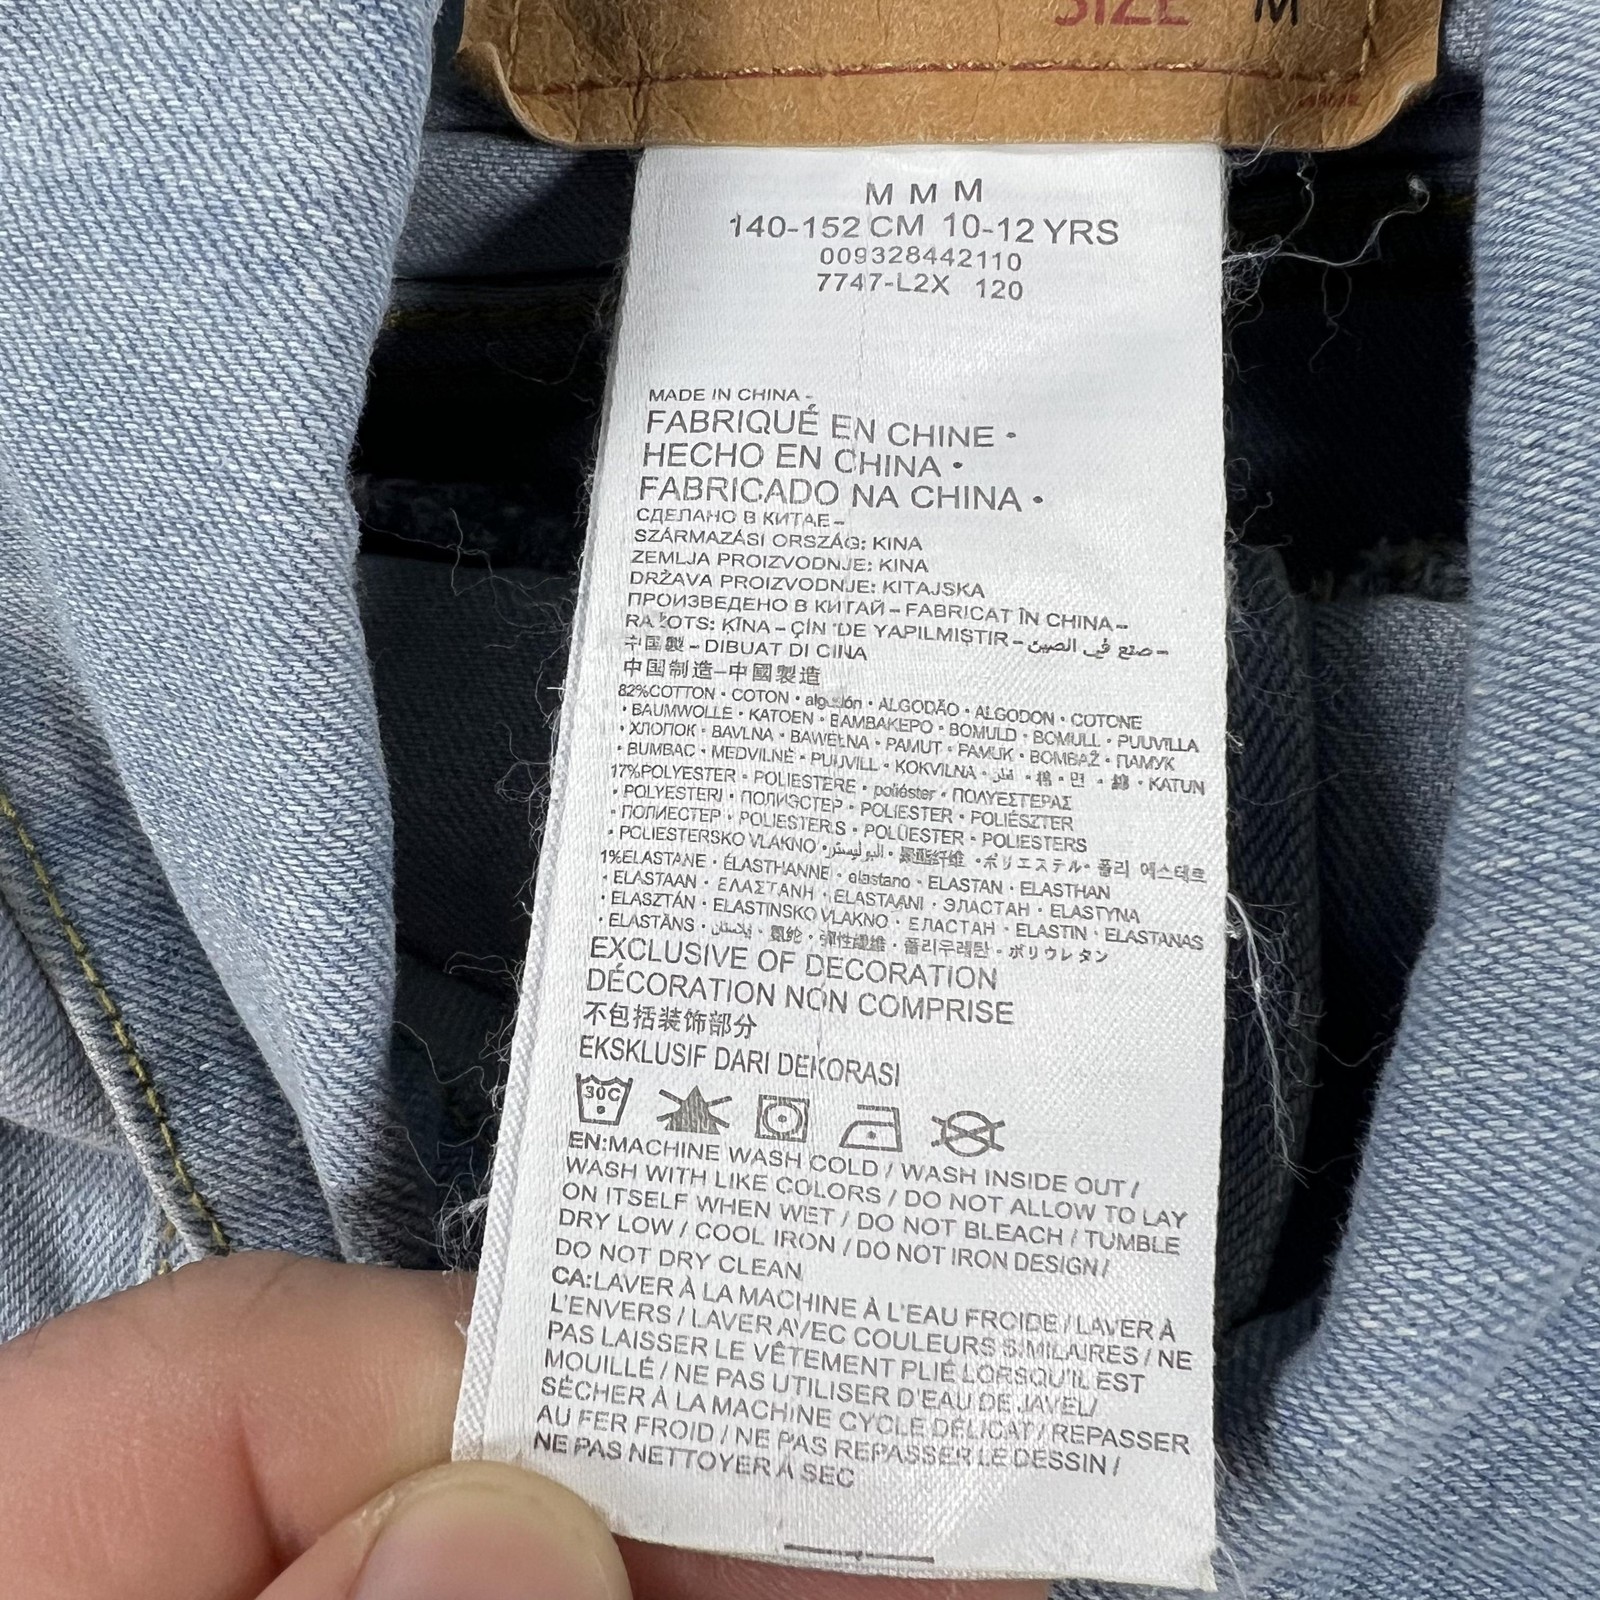 SIZE M
M M M
140-152 CM 10-12 YRS
009328442110
7747-L2X 120
MADE IN CHINA -
FABRIQUÉ EN CHINE •
HECHO EN CHINA •
FABRICADO NA CHINA •
СДЕЛАНО В КИТАЕ –
SZÁRMAZÁSI ORSZÁG: KINA
ZEMLJA PROIZVODNJE: KINA
DRŽAVA PROIZVODNJE: KITAJSKA
ПРОИЗВЕДЕНО В КИТАЙ – FABRICAT ÎN CHINA –
RAŽOTS: ĶĪNA – ÇİN 'DE YAPILMIŞTIR – صنع في الصين –
中国製 – DIBUAT DI CINA
中国制造–中國製造
82%COTTON • COTON • algodón • ALGODÃO • ALGODON • COTONE
• BAUMWOLLE • KATOEN • BAMBAKEPO • BOMULD • BOMULL • PUUVILLA
• ХЛОПОК • BAVLNA • BAWEŁNA • PAMUT • PAMUK • BOMBAŽ • ПАМУК
• BUMBAC • MEDVILNĖ • PUUVILL • KOKVILNA • قطن • 棉 • 면 • 綿 • KATUN
17%POLYESTER • POLIESTERE • poliéster • ΠΟΛΥΕΣΤΕΡΑΣ
• POLYESTERI • ПОЛИЭСТЕР • POLIESTER • POLIÉSZTER
• ПОЛИЕСТЕР • POLIESTERIS • POLÜESTER • POLIESTERS
• POLIESTERSKO VLAKNO • البوليستر • 聚酯纤维 • ポリエステル • 폴리 에스테르
1%ELASTANE • ÉLASTHANNE • elastano • ELASTAN • ELASTHAN
• ELASTAAN • ΕΛΑΣΤΑΝΗ • ELASTAANI • ЭЛАСТАН • ELASTYNA
• ELASZTÁN • ELASTINSKO VLAKNO • ЕЛАСТАН • ELASTIN • ELASTANAS
• ELASTĀNS • 氨纶 • 彈性纖維 • 폴리우레탄 • ポリウレタン
EXCLUSIVE OF DECORATION
DÉCORATION NON COMPRISE
不包括装饰部分
EKSKLUSIF DARI DEKORASI
30C
EN:MACHINE WASH COLD / WASH INSIDE OUT /
WASH WITH LIKE COLORS / DO NOT ALLOW TO LAY
ON ITSELF WHEN WET / DO NOT BLEACH / TUMBLE
DRY LOW / COOL IRON / DO NOT IRON DESIGN /
DO NOT DRY CLEAN
CA:LAVER À LA MACHINE À L'EAU FROIDE / LAVER À
L'ENVERS / LAVER AVEC COULEURS SIMILAIRES / NE
PAS LAISSER LE VÊTEMENT PLIÉ LORSQU'IL EST
MOUILLÉ / NE PAS UTILISER D'EAU DE JAVEL/
SÉCHER À LA MACHINE CYCLE DÉLICAT / REPASSER
AU FER FROID / NE PAS REPASSER LE DESSIN /
NE PAS NETTOYER À SEC